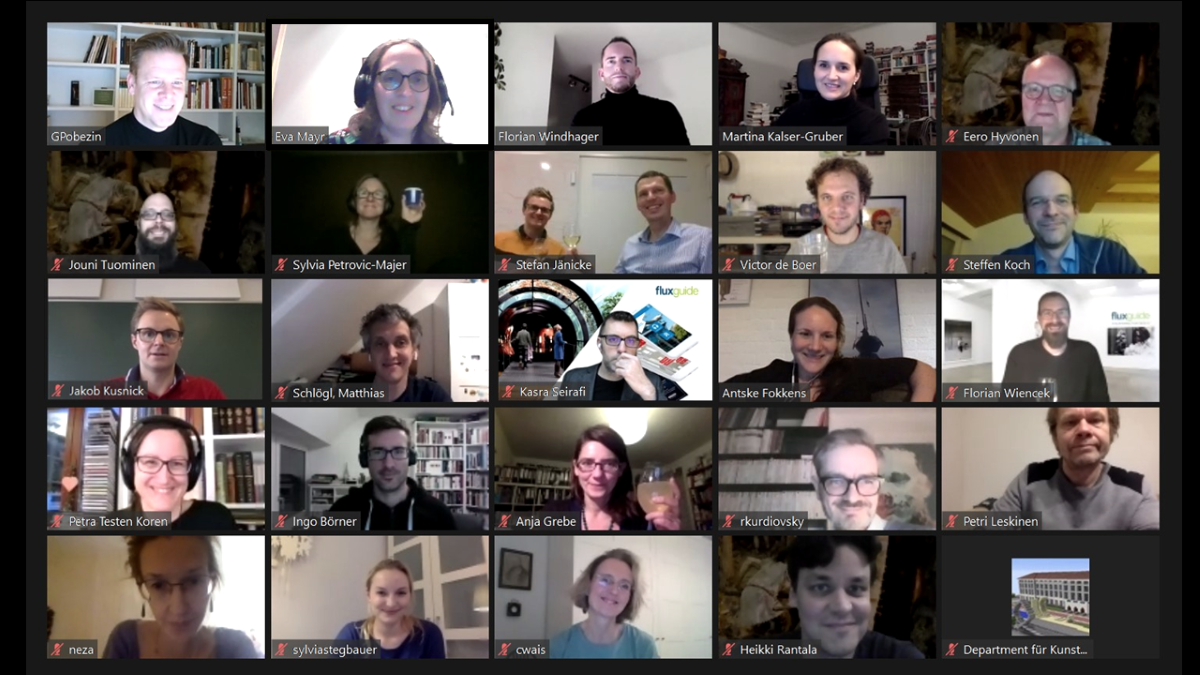 GPobezin
Eva Mayr
Florian Windhager
Martina Kalser-Gruber
Eero Hyvonen
Jouni Tuominen
Sylvia Petrovic-Majer
Stefan Jänicke
Victor de Boer
Steffen Koch
fluxguide
fluxguide
Jakob Kusnick
Schlögl, Matthias
Kasra Seirafi
Antske Fokkens
Florian Wiencek
Petra Testen Koren
Ingo Börner
Anja Grebe
rkurdiovsky
Petri Leskinen
neza
sylviastegbauer
cwais
Heikki Rantala
Department für Kunst...